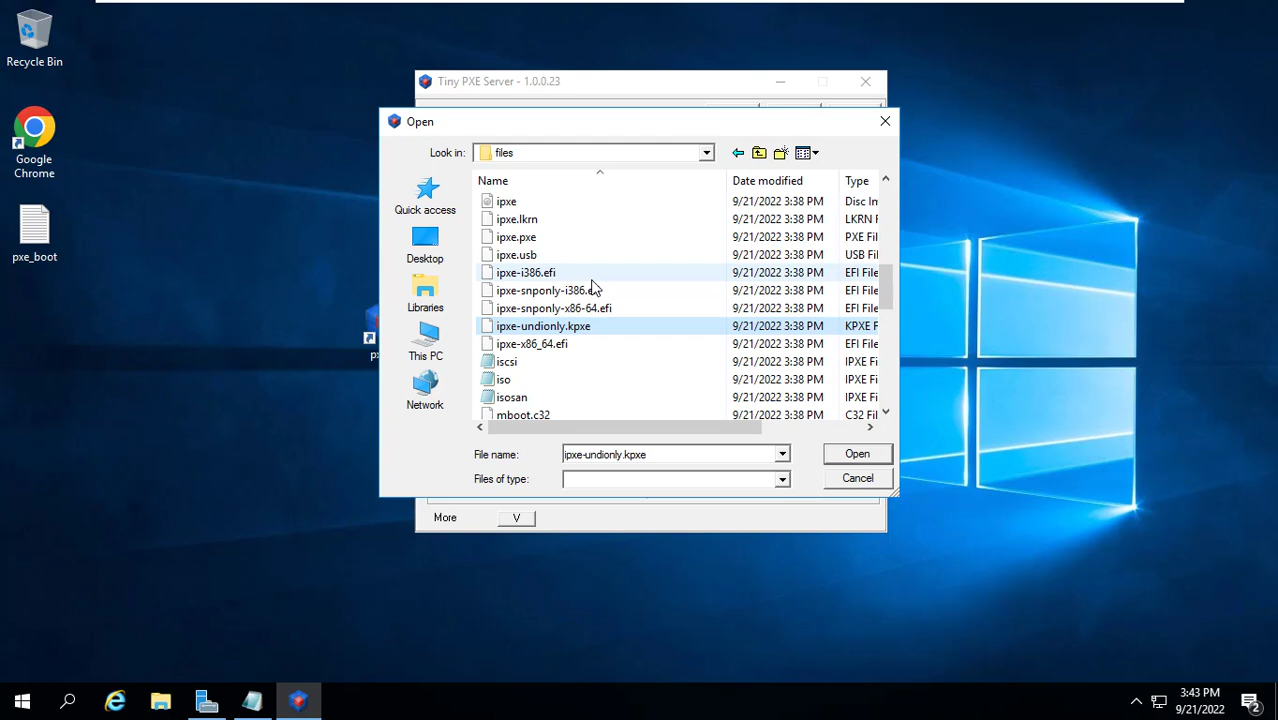 Recycle Bin
Google
Chrome
pxe_boot
Tiny PXE Server - 1.0.0.23
Open
Look in:
files
Quick access
Desktop
Libraries
This PC
Network
Name
Date modified
Type
ipxe 9/21/2022 3:38 PM Disc In
ipxe.lkrn 9/21/2022 3:38 PM LKRN F
ipxe.pxe 9/21/2022 3:38 PM PXE Fil
ipxe.usb 9/21/2022 3:38 PM USB Fil
ipxe-i386.efi 9/21/2022 3:38 PM EFI File
ipxe-snponly-i386.e 9/21/2022 3:38 PM EFI File
ipxe-snponly-x86-64.efi 9/21/2022 3:38 PM EFI File
ipxe-undionly.kpxe 9/21/2022 3:38 PM KPXE F
ipxe-x86_64.efi 9/21/2022 3:38 PM EFI File
iscsi 9/21/2022 3:38 PM IPXE Fi
iso 9/21/2022 3:38 PM IPXE Fi
isosan 9/21/2022 3:38 PM IPXE Fi
mboot.c32 9/21/2022 3:38 PM C32 Fil
File name:
ipxe-undionly.kpxe
Open
Files of type:
Cancel
More
V
3:43 PM
9/21/2022
2